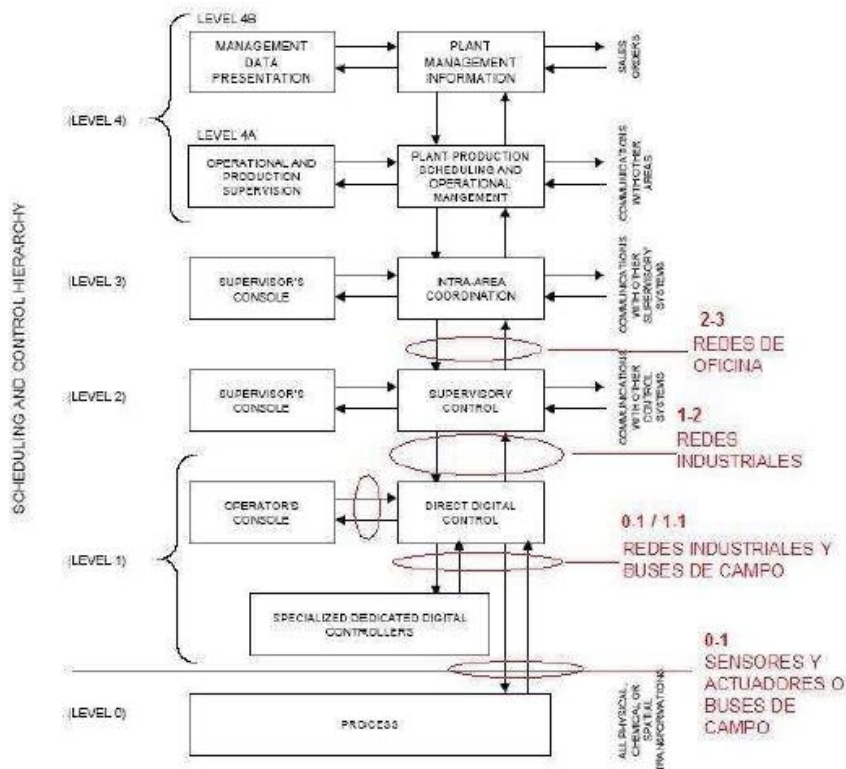 LEVEL 4B
MANAGEMENT
DATA
PRESENTATION
PLANT
MANAGEMENT
INFORMATION
SALES
ORDERS
(LEVEL 4)
LEVEL 4A
OPERATIONAL AND
PRODUCTION
SUPERVISION
PLANT PRODUCTION
SCHEDULING AND
OPERATIONAL
MANGEMENT
COMMUNICATIONS
WITH OTHER
AREAS
SCHEDULING AND CONTROL HIERARCHY
(LEVEL 3)
SUPERVISOR'S
CONSOLE
INTRA-AREA
COORDINATION
COMMUNICATIONS
WITH OTHER
SUPERVISORY
SYSTEMS
2-3
REDES DE
OFICINA
(LEVEL 2)
SUPERVISOR'S
CONSOLE
SUPERVISORY
CONTROL
COMMUNICATIONS
WITH OTHER
CONTROL
SYSTEMS
1-2
REDES
INDUSTRIALES
OPERATOR'S
CONSOLE
DIRECT DIGITAL
CONTROL
0.1 / 1.1
REDES INDUSTRIALES Y
BUSES DE CAMPO
(LEVEL 1)
SPECIALIZED DEDICATED DIGITAL
CONTROLLERS
0-1
SENSORES Y
ACTUADORES O
BUSES DE
CAMPO
(LEVEL 0)
PROCESS
ALL PHYSICAL,
CHEMICAL OR
SPATIAL
TRANSFORMATIONS